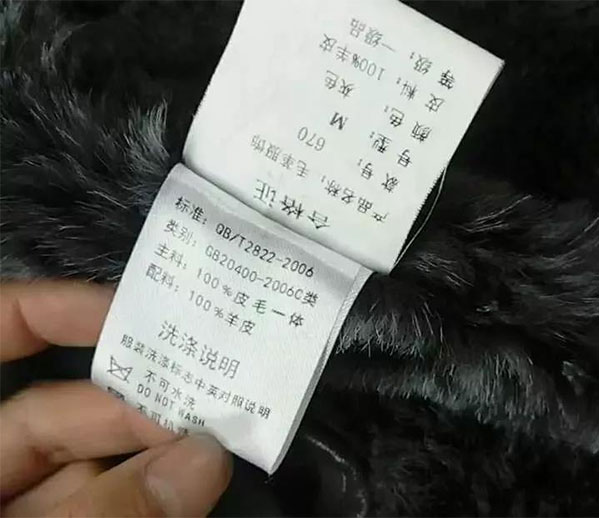 合格证
产品名称：毛革服饰
款号： 670
号型： M
颜色： 灰色
皮料：100%羊皮
等级：一级品
标准：QB/T2822-2006
类别：GB20400-2006C类
主料：100%皮毛一体
配料：100%羊皮
洗涤说明
服装洗涤标志中英对照说明
不可水洗
DO NOT WASH
不可